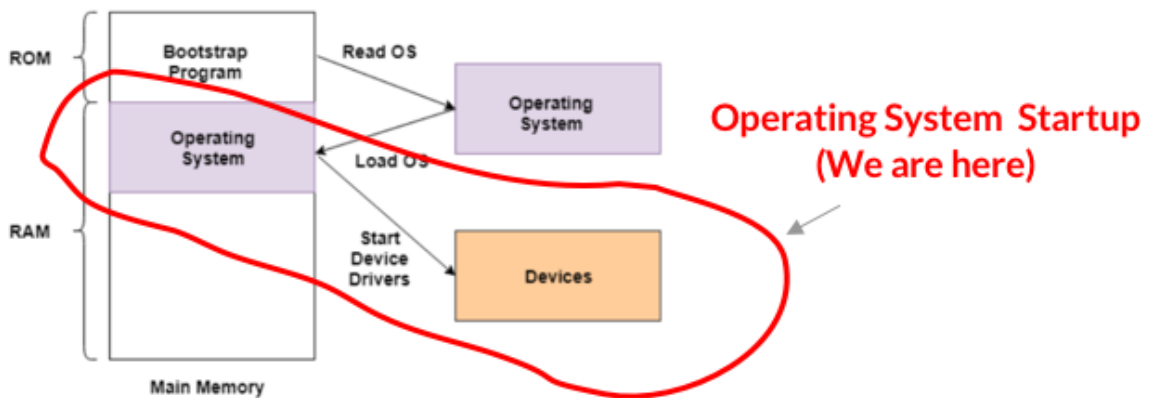 ROM
Bootstrap
Program
Read OS
Operating
System
Operating System Startup
(We are here)
Operating
System
Load OS
RAM
Start
Device
Drivers
Devices
Main Memory